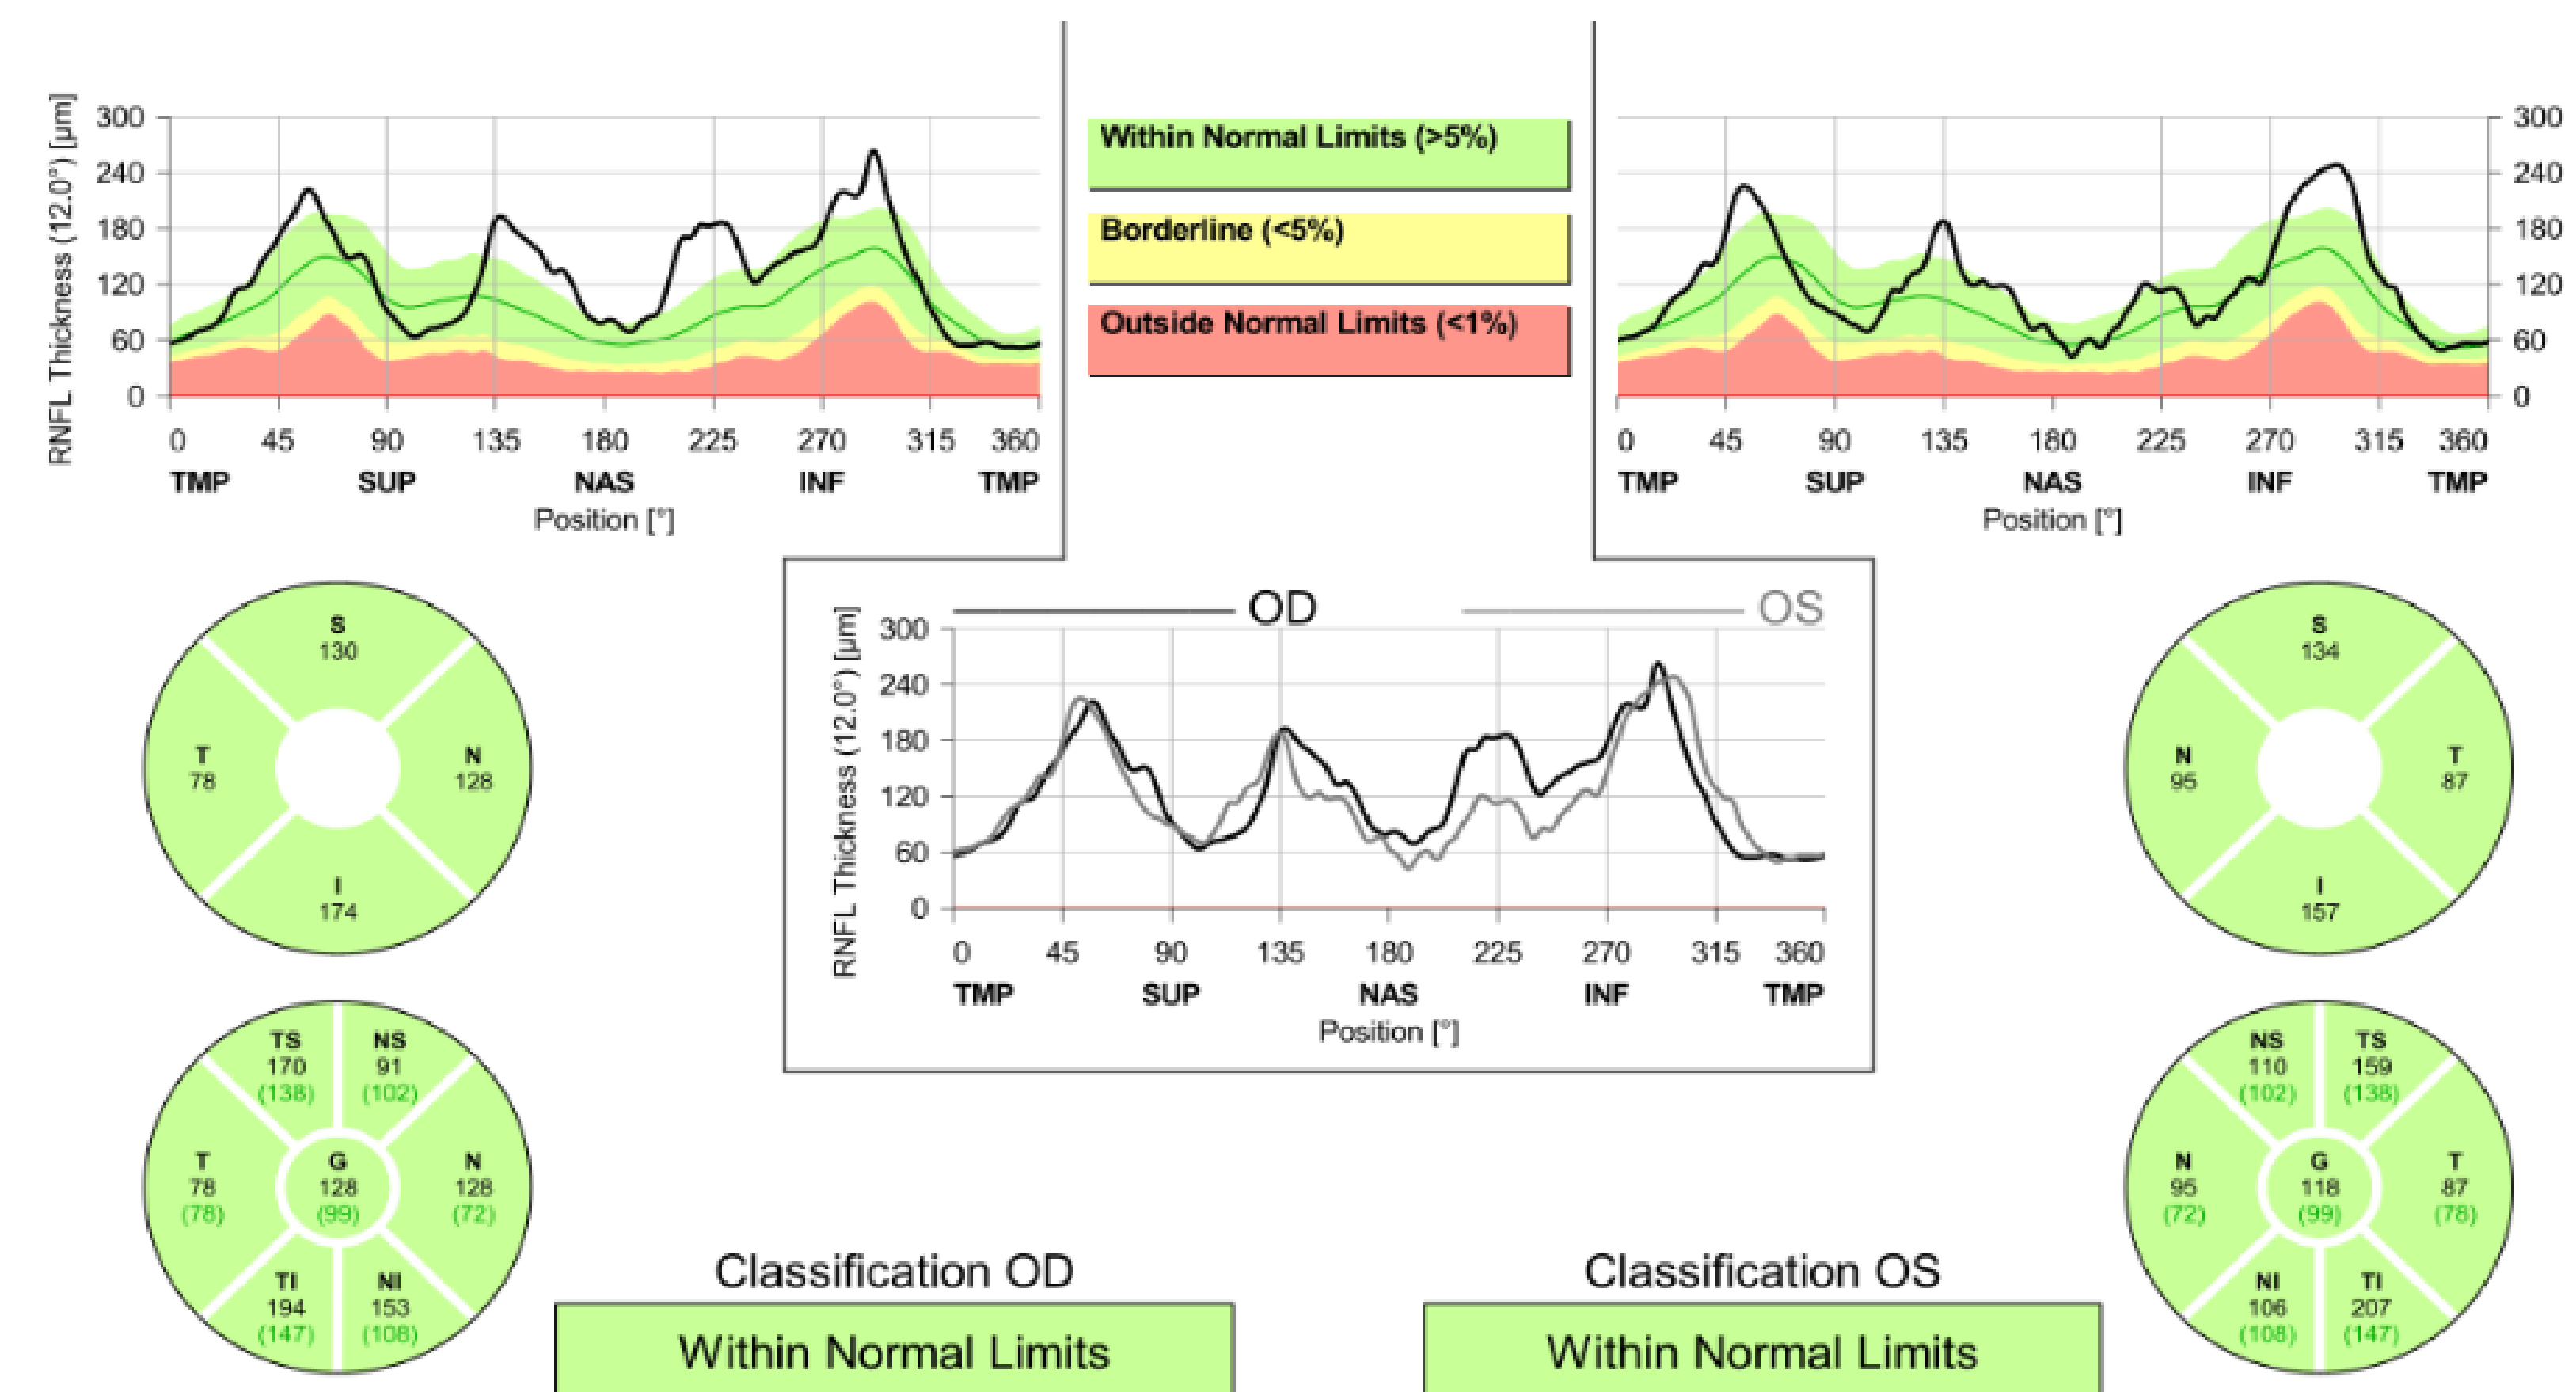 RNFL Thickness (12.0°) [µm]
300
240
180
120
60
0
0 45 90 135 180 225 270 315 360
TMP SUP NAS INF TMP
Position [°]
Within Normal Limits (>5%)
Borderline (<5%)
Outside Normal Limits (<1%)
300
240
180
120
60
0
0 45 90 135 180 225 270 315 360
TMP SUP NAS INF TMP
Position [°]
S
130
T
78
N
128
I
174
OD OS
RNFL Thickness (12.0°) [µm]
300
240
180
120
60
0
0 45 90 135 180 225 270 315 360
TMP SUP NAS INF TMP
Position [°]
S
134
N
95
T
87
I
157
TS
170
(138)
NS
91
(102)
T
78
(78)
G
128
(99)
N
128
(72)
TI
194
(147)
NI
153
(108)
Classification OD
Within Normal Limits
Classification OS
Within Normal Limits
NS
110
(102)
TS
159
(138)
N
95
(72)
G
118
(99)
T
87
(78)
NI
106
(108)
TI
207
(147)